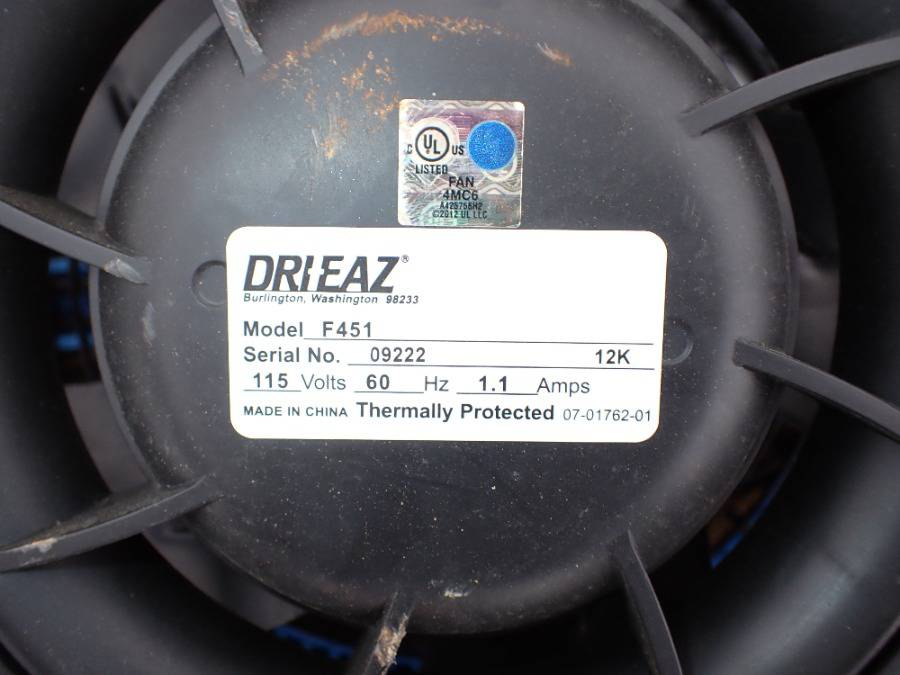 C UL US
LISTED
FAN
4MC6
A425758H2
©2012 UL LLC
DRI-EAZ®
Burlington, Washington 98233
Model F451
Serial No. 09222 12K
115 Volts 60 Hz 1.1 Amps
MADE IN CHINA Thermally Protected 07-01762-01